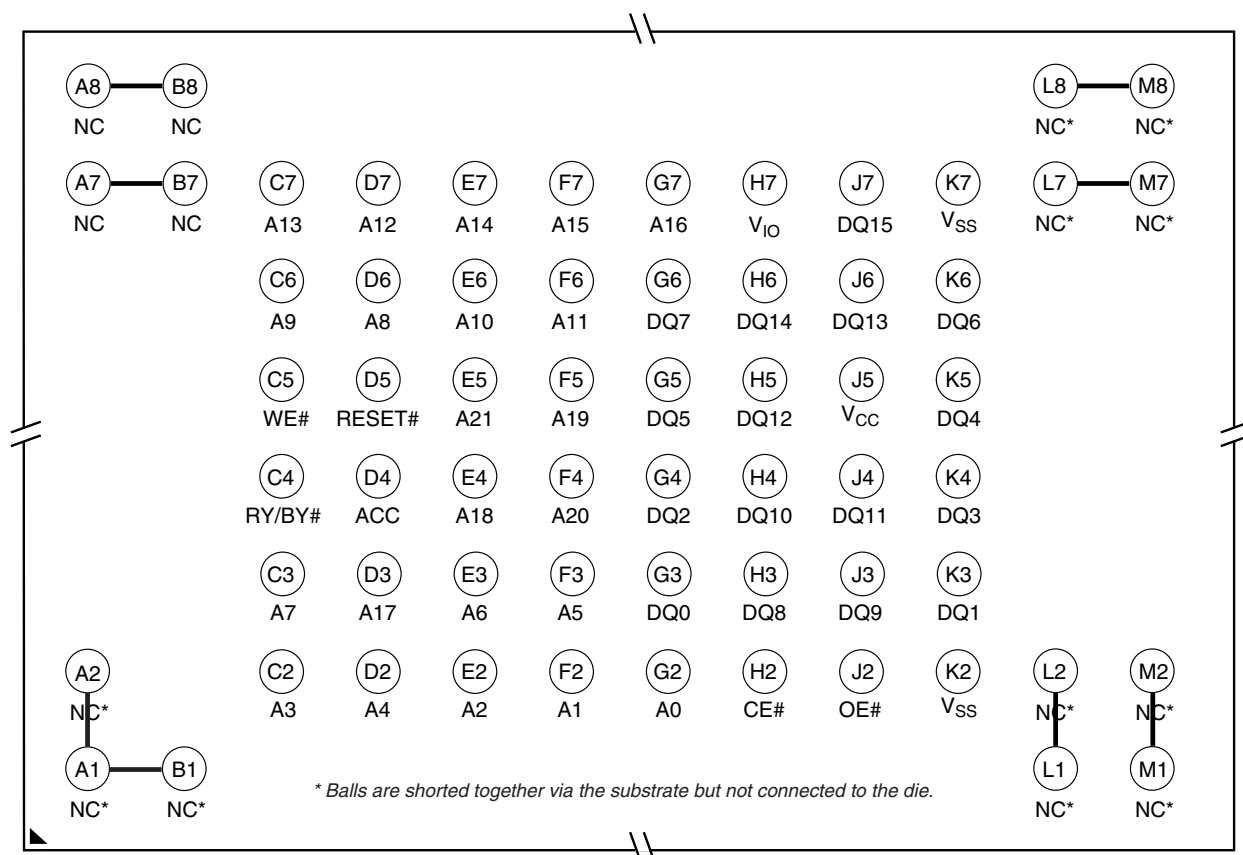 A8 B8 L8 M8
NC NC NC* NC*
A7 B7 C7 D7 E7 F7 G7 H7 J7 K7 L7 M7
NC NC A13 A12 A14 A15 A16 VIO DQ15 VSS NC* NC*
C6 D6 E6 F6 G6 H6 J6 K6
A9 A8 A10 A11 DQ7 DQ14 DQ13 DQ6
C5 D5 E5 F5 G5 H5 J5 K5
WE# RESET# A21 A19 DQ5 DQ12 VCC DQ4
C4 D4 E4 F4 G4 H4 J4 K4
RY/BY# ACC A18 A20 DQ2 DQ10 DQ11 DQ3
C3 D3 E3 F3 G3 H3 J3 K3
A7 A17 A6 A5 DQ0 DQ8 DQ9 DQ1
A2 C2 D2 E2 F2 G2 H2 J2 K2 L2 M2
NC* A3 A4 A2 A1 A0 CE# OE# VSS NC* NC*
A1 B1 L1 M1
* Balls are shorted together via the substrate but not connected to the die.
NC* NC* NC* NC*